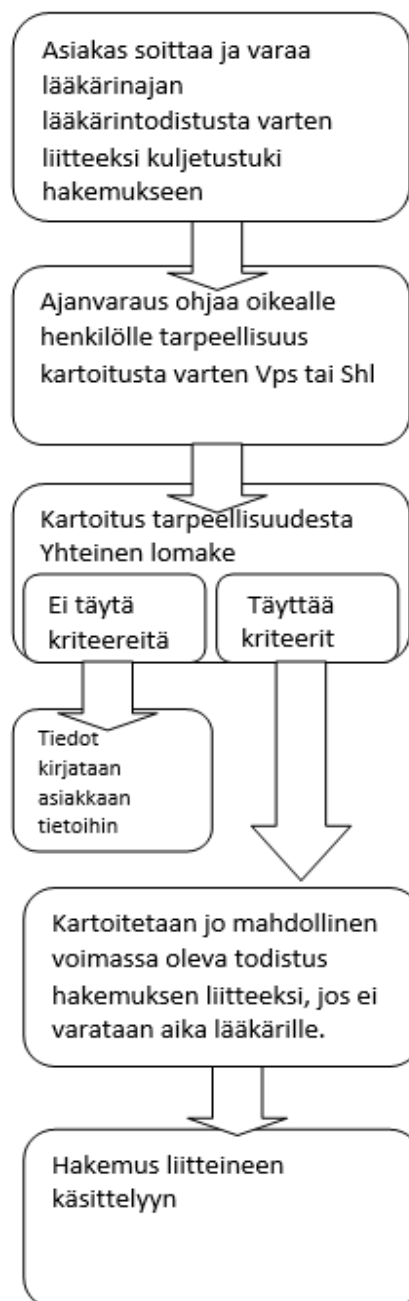 Asiakas soittaa ja varaa
lääkärinajan
lääkärintodistusta varten
liitteeksi kuljetustuki
hakemukseen
Ajanvaraus ohjaa oikealle
henkilölle tarpeellisuus
kartoitusta varten Vps tai Shl
Kartoitus tarpeellisuudesta
Yhteinen lomake
Ei täytä
kriteereitä
Täyttää
kriteerit
Tiedot
kirjataan
asiakkaan
tietoihin
Kartoitetaan jo mahdollinen
voimassa oleva todistus
hakemuksen liitteeksi, jos ei
varataan aika lääkärille.
Hakemus liitteineen
käsittelyyn